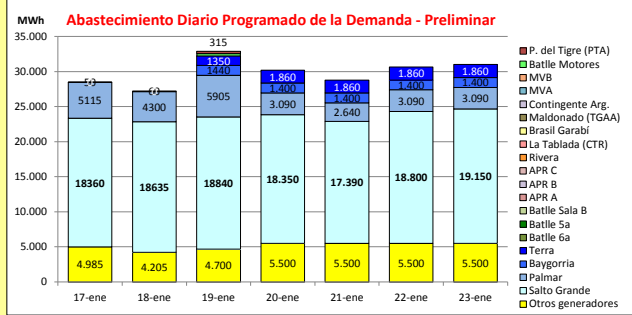 MWh Abastecimiento Diario Programado de la Demanda - Preliminar
35.000
30.000
25.000
20.000
15.000
10.000
5.000
0
5115
18360
4.985
4300
18635
4.205
315
1350
1440
5905
18840
4.700
1.860
1.400
3.090
18.350
5.500
1.860
1.400
2.640
17.390
5.500
1.860
1.400
3.090
18.800
5.500
1.860
1.400
3.090
19.150
5.500
17-ene 18-ene 19-ene 20-ene 21-ene 22-ene 23-ene
P. del Tigre (PTA)
Batlle Motores
MVB
MVA
Contingente Arg.
Maldonado (TGAA)
Brasil Garabí
La Tablada (CTR)
Rivera
APR C
APR B
APR A
Batlle Sala B
Batlle 5a
Batlle 6a
Terra
Baygorria
Palmar
Salto Grande
Otros generadores